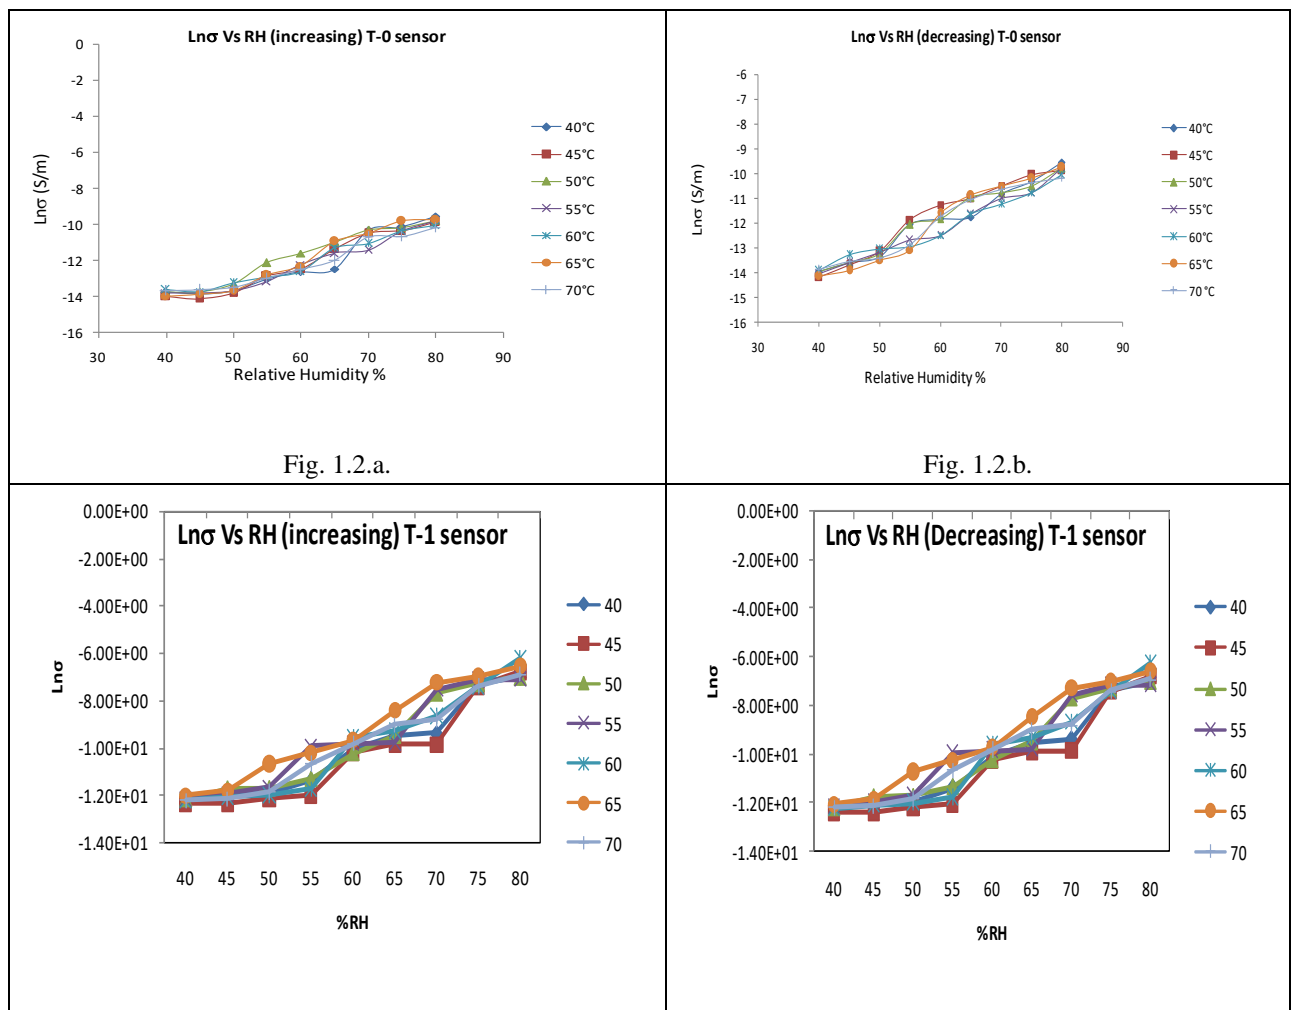 Lnσ Vs RH (increasing) T-0 sensor
0
-2
-4
-6
-8
-10
-12
-14
-16
30 40 50 60 70 80 90
Lnσ (S/m)
Relative Humidity %
40°C
45°C
50°C
55°C
60°C
65°C
70°C
Fig. 1.2.a.
Lnσ Vs RH (decreasing) T-0 sensor
-6
-7
-8
-9
-10
-11
-12
-13
-14
-15
-16
30 40 50 60 70 80 90
Lnσ (S/m)
Relative Humidity %
40°C
45°C
50°C
55°C
60°C
65°C
70°C
Fig. 1.2.b.
Lnσ Vs RH (increasing) T-1 sensor
0.00E+00
-2.00E+00
-4.00E+00
-6.00E+00
-8.00E+00
-1.00E+01
-1.20E+01
-1.40E+01
40 45 50 55 60 65 70 75 80
Lnσ
%RH
40
45
50
55
60
65
70
Lnσ Vs RH (Decreasing) T-1 sensor
0.00E+00
-2.00E+00
-4.00E+00
-6.00E+00
-8.00E+00
-1.00E+01
-1.20E+01
-1.40E+01
40 45 50 55 60 65 70 75 80
Lnσ
%RH
40
45
50
55
60
65
70